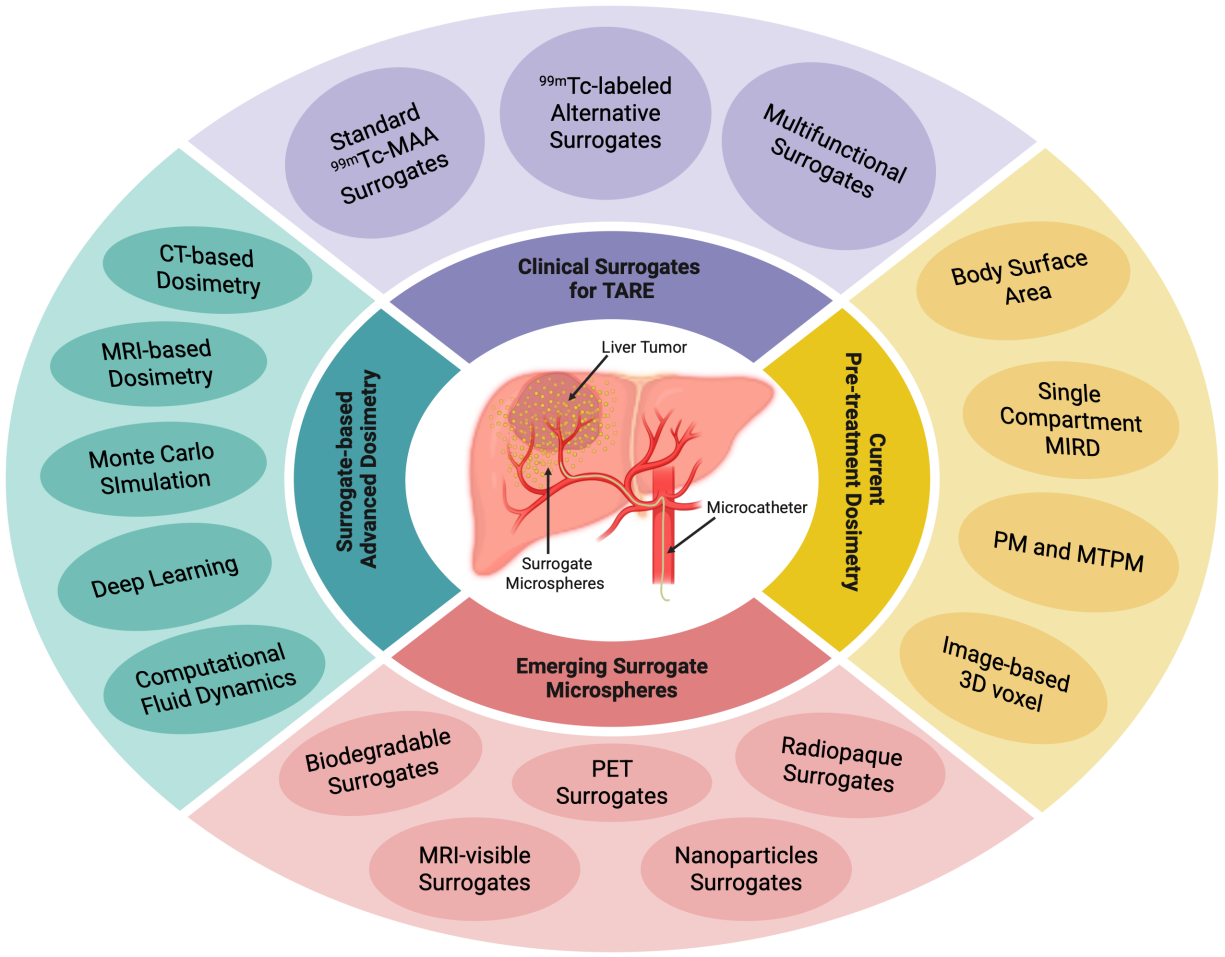 Standard
99mTc-MAA
Surrogates
99mTc-labeled
Alternative
Surrogates
Multifunctional
Surrogates
Clinical Surrogates
for TARE
Body Surface
Area
Single
Compartment
MIRD
PM and MTPM
Image-based
3D voxel
Current
Pre-treatment Dosimetry
CT-based
Dosimetry
MRI-based
Dosimetry
Monte Carlo
SImulation
Deep Learning
Computational
Fluid Dynamics
Surrogate-based
Advanced Dosimetry
Liver Tumor
Microcatheter
Surrogate
Microspheres
Emerging Surrogate
Microspheres
Biodegradable
Surrogates
PET
Surrogates
Radiopaque
Surrogates
MRI-visible
Surrogates
Nanoparticles
Surrogates